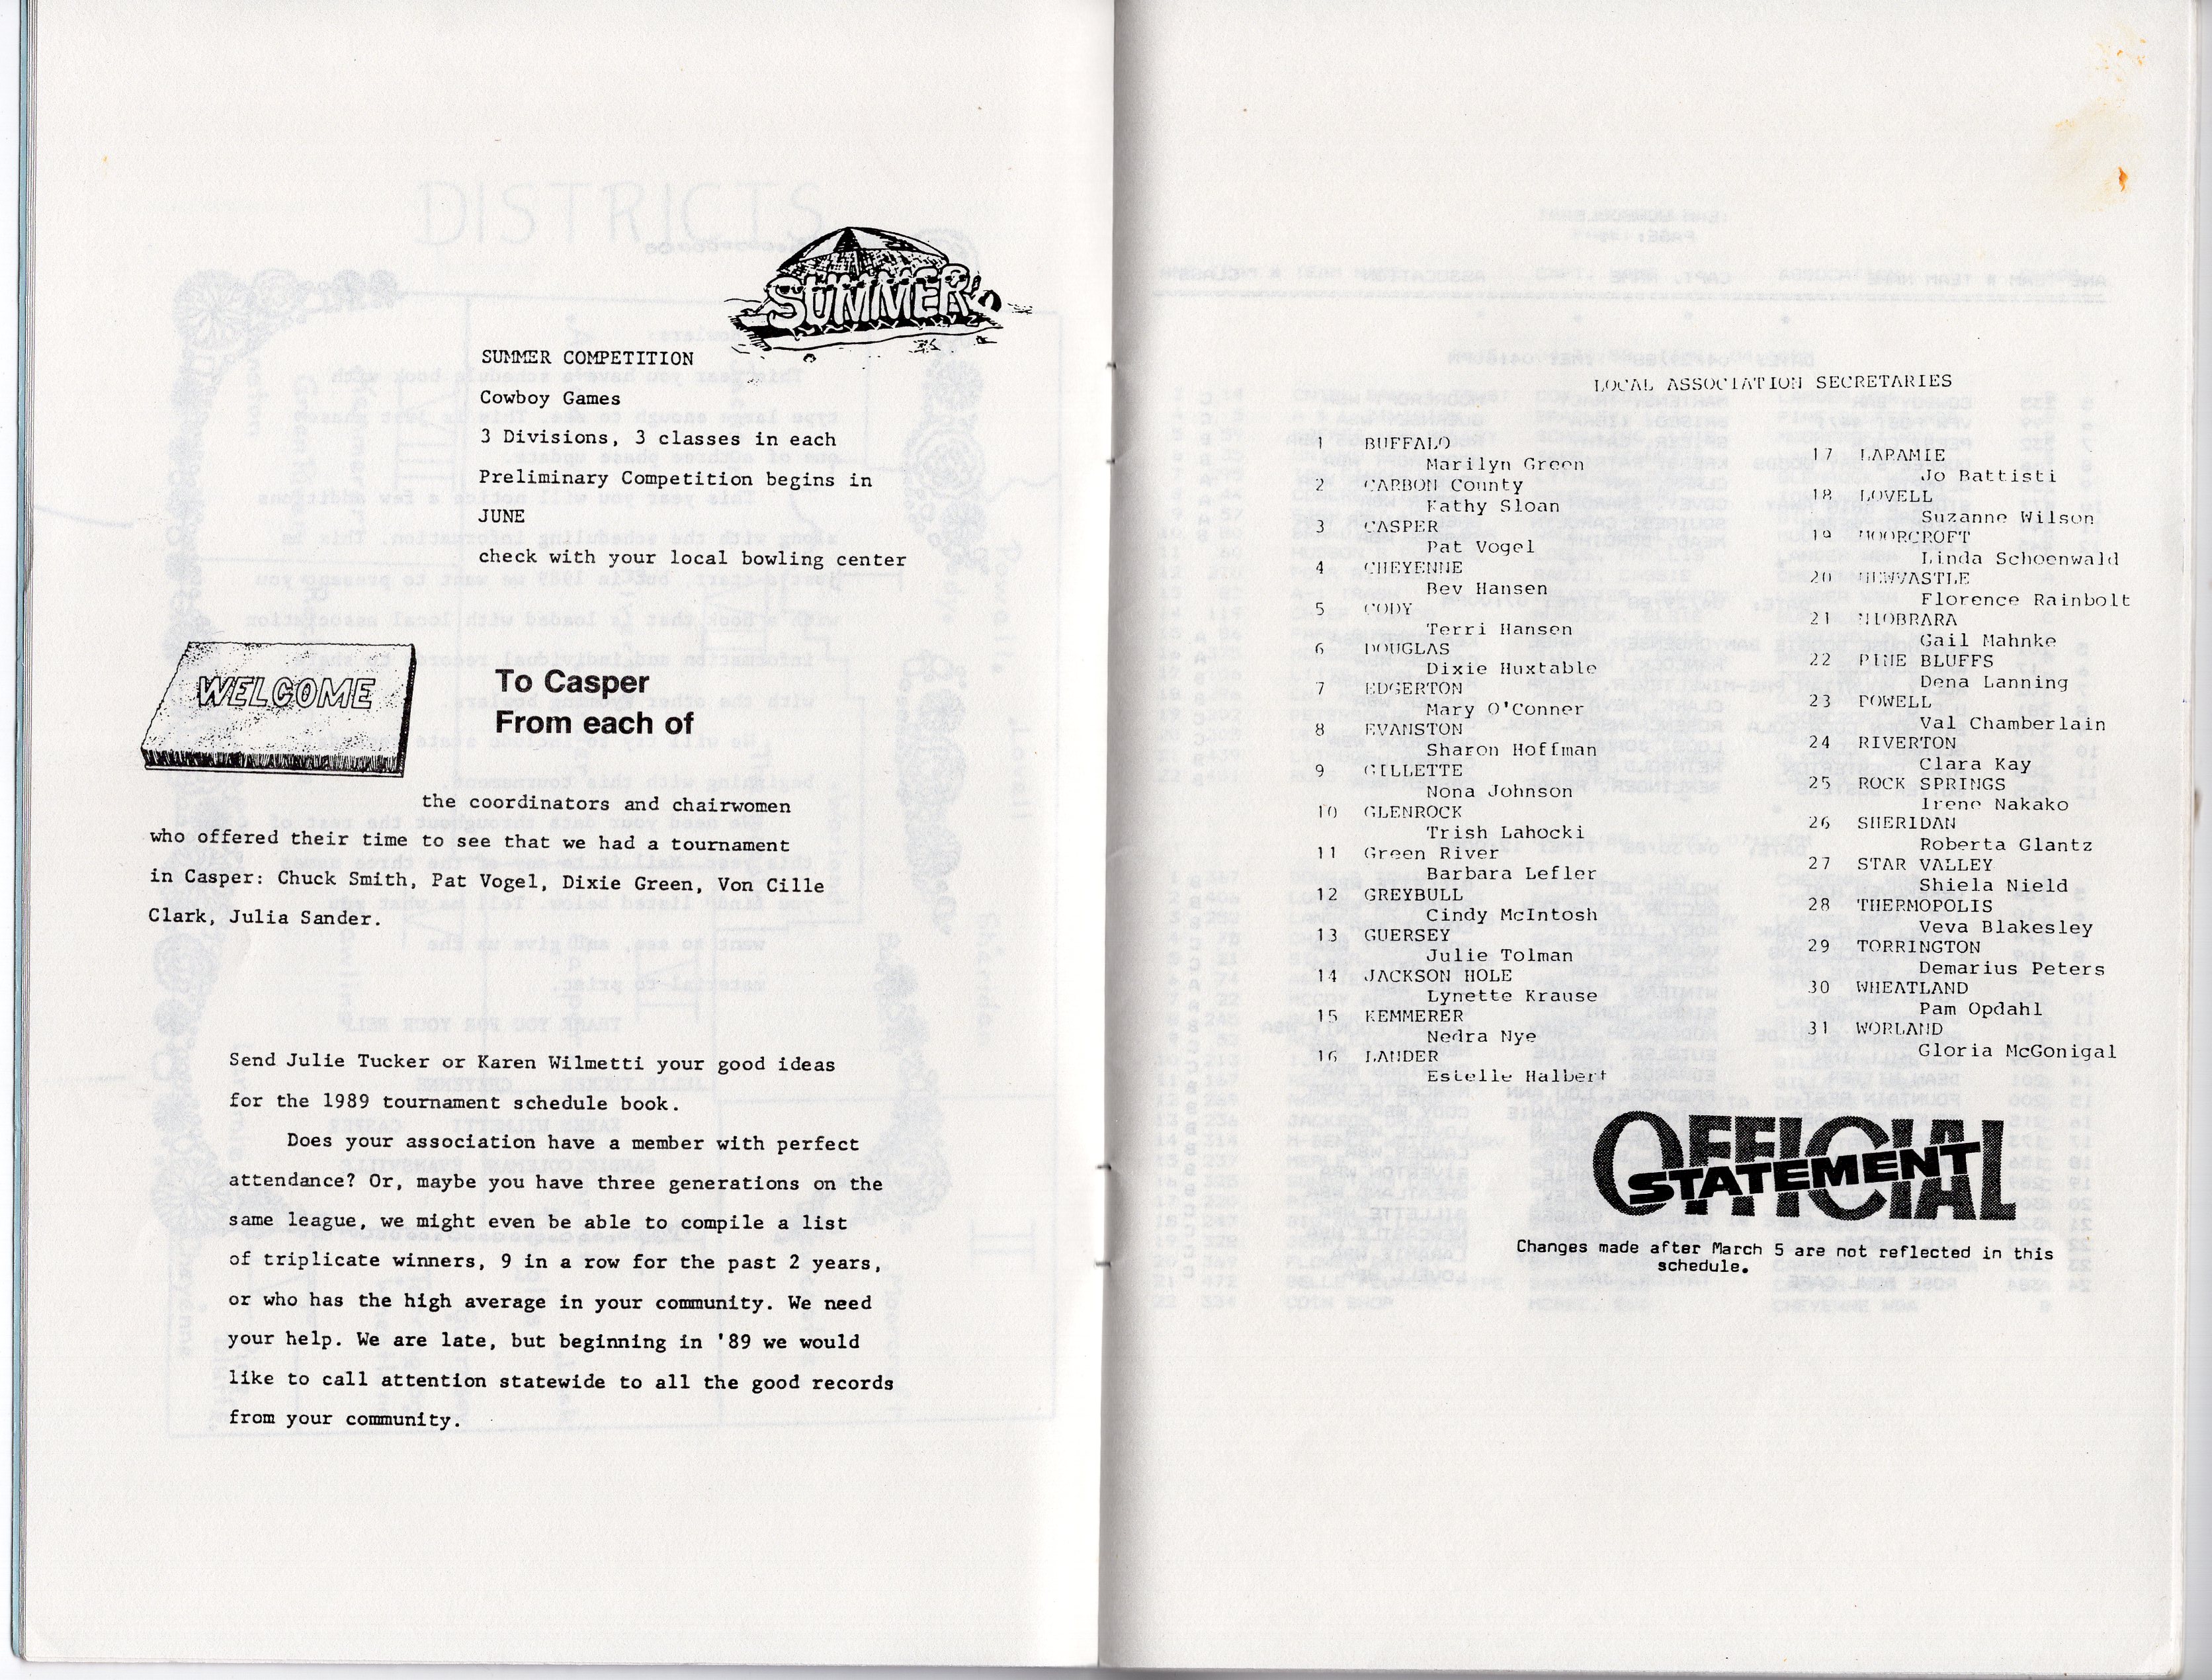 SUMMER
SUMMER COMPETITION
Cowboy Games
3 Divisions, 3 classes in each
Preliminary Competition begins in
JUNE
check with your local bowling center
WELCOME
To Casper
From each of
the coordinators and chairwomen
who offered their time to see that we had a tournament
in Casper: Chuck Smith, Pat Vogel, Dixie Green, Von Cille
Clark, Julia Sander.
Send Julie Tucker or Karen Wilmetti your good ideas
for the 1989 tournament schedule book.
Does your association have a member with perfect
attendance? Or, maybe you have three generations on the
same league, we might even be able to compile a list
of triplicate winners, 9 in a row for the past 2 years,
or who has the high average in your community. We need
your help. We are late, but beginning in '89 we would
like to call attention statewide to all the good records
from your community.
LOCAL ASSOCIATION SECRETARIES
1 BUFFALO
Marilyn Green
2 CARBON County
Kathy Sloan
3 CASPER
Pat Vogel
4 CHEYENNE
Bev Hansen
5 CODY
Terri Hansen
6 DOUGLAS
Dixie Huxtable
7 EDGERTON
Mary O'Conner
8 EVANSTON
Sharon Hoffman
9 GILLETTE
Nona Johnson
10 GLENROCK
Trish Lahocki
11 Green River
Barbara Lefler
12 GREYBULL
Cindy McIntosh
13 GUERSEY
Julie Tolman
14 JACKSON HOLE
Lynette Krause
15 KEMMERER
Nedra Nye
16 LANDER
Estelle Halbert
17 LARAMIE
Jo Battisti
18 LOVELL
Suzanne Wilson
19 MOORCROFT
Linda Schoenwald
20 NEWVASTLE
Florence Rainbolt
21 NIOBRARA
Gail Mahnke
22 PINE BLUFFS
Dena Lanning
23 POWELL
Val Chamberlain
24 RIVERTON
Clara Kay
25 ROCK SPRINGS
Irene Nakako
26 SHERIDAN
Roberta Glantz
27 STAR VALLEY
Shiela Nield
28 THERMOPOLIS
Veva Blakesley
29 TORRINGTON
Demarius Peters
30 WHEATLAND
Pam Opdahl
31 WORLAND
Gloria McGonigal
OFFICIAL
STATEMENT
Changes made after March 5 are not reflected in this
schedule.